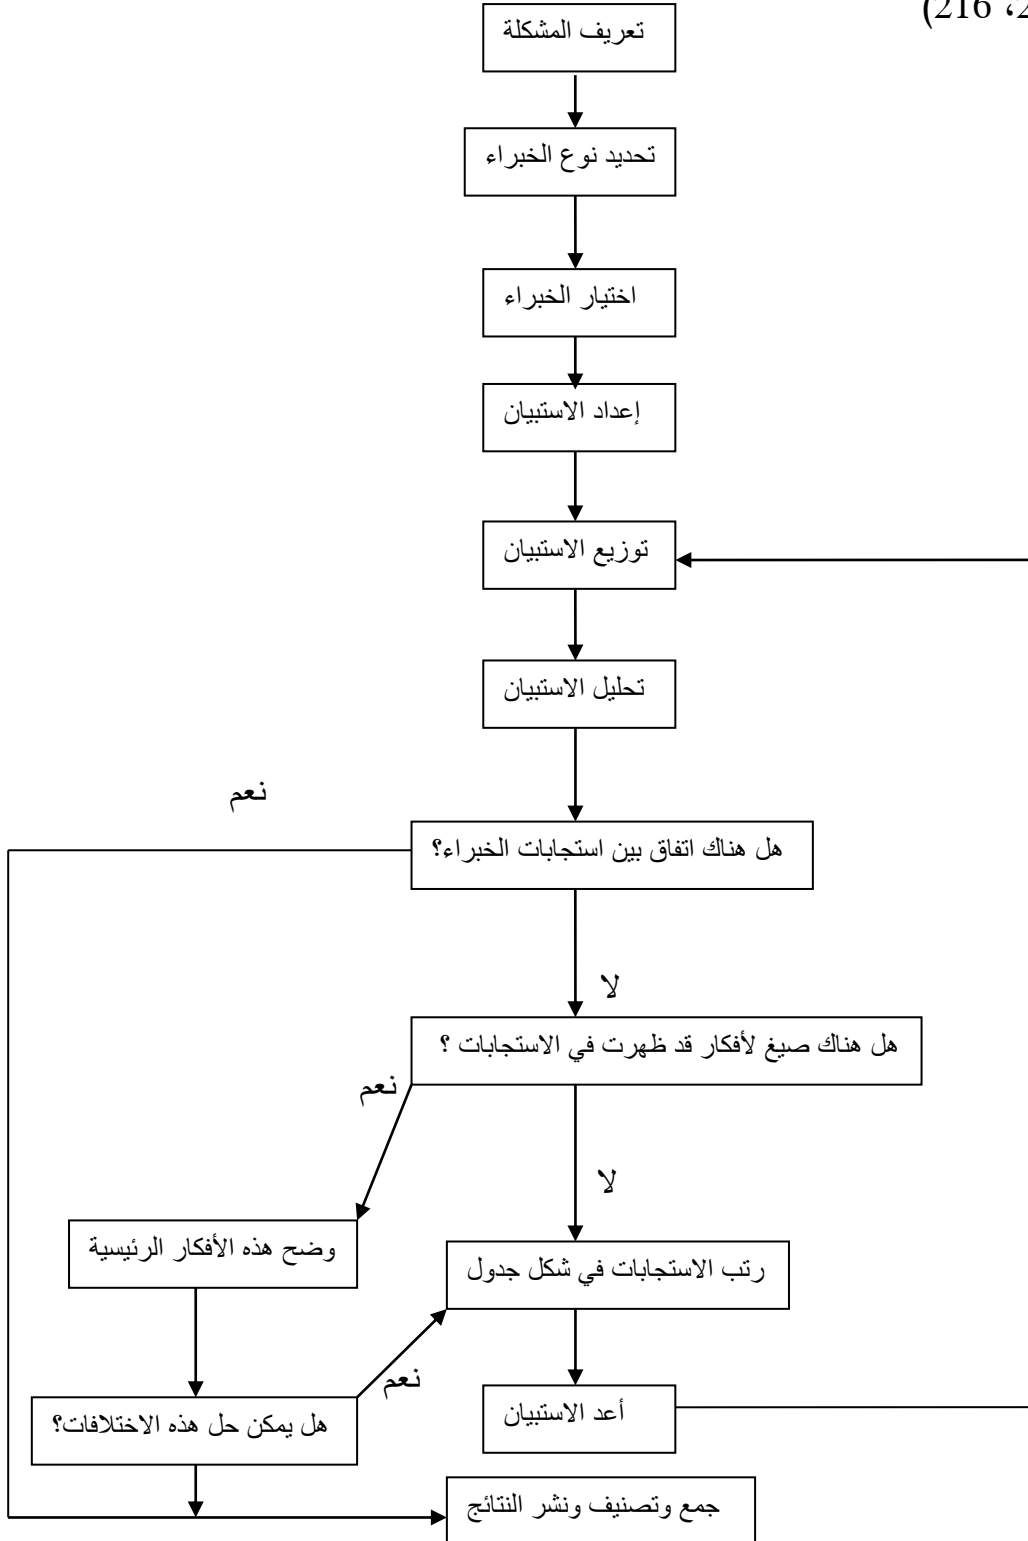 2، 216)
تعريف المشكلة
تحديد نوع الخبراء
اختيار الخبراء
إعداد الاستبيان
توزيع الاستبيان
تحليل الاستبيان
نعم
هل هناك اتفاق بين استجابات الخبراء؟
لا
هل هناك صيغ لأفكار قد ظهرت في الاستجابات ؟
نعم
لا
وضح هذه الأفكار الرئيسية
رتب الاستجابات في شكل جدول
نعم
هل يمكن حل هذه الاختلافات؟
أعد الاستبيان
جمع وتصنيف ونشر النتائج